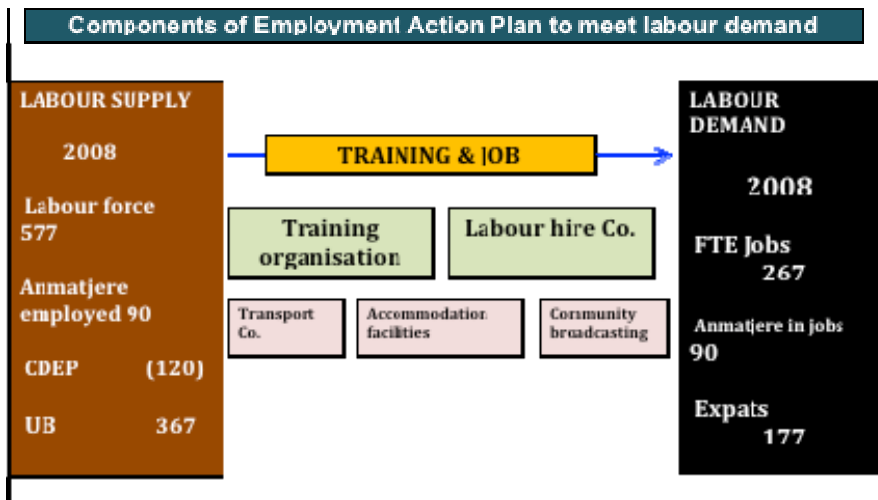 Components of Employment Action Plan to meet labour demand
LABOUR SUPPLY
2008
Labour force
577
Anmatjere
employed 90
CDEP (120)
UB 367
TRAINING & JOB
Training
organisation
Labour hire Co.
Transport
Co.
Accommodation
facilities
Community
broadcasting
LABOUR
DEMAND
2008
FTE Jobs
267
Anmatjere in jobs
90
Expats
177